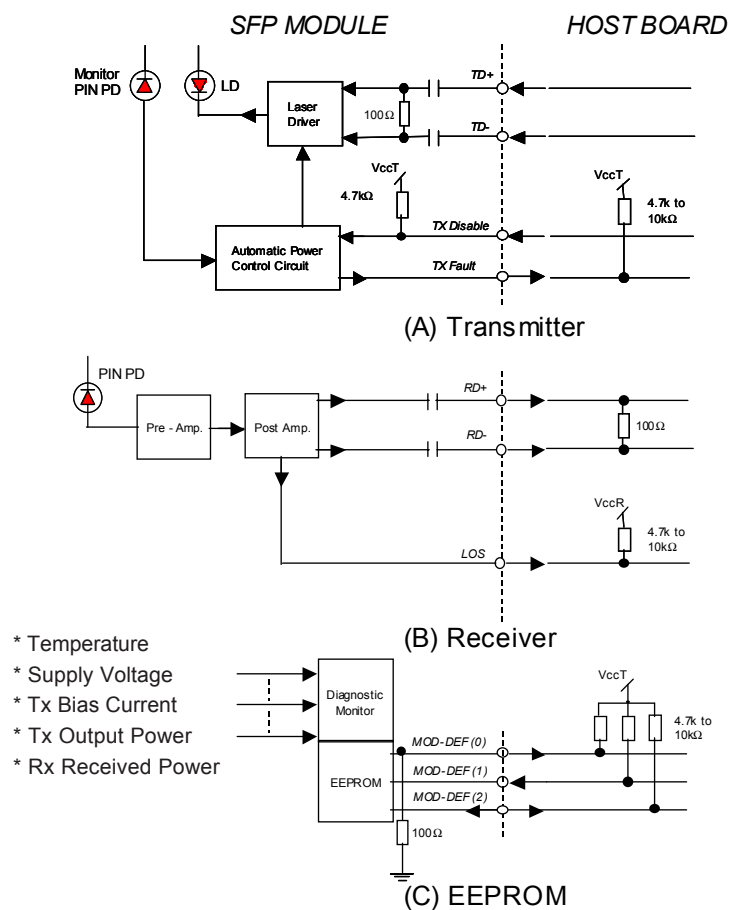 SFP MODULE
HOST BOARD
Monitor
PIN PD
LD
Laser
Driver
100Ω
TD+
TD-
VccT
4.7kΩ
VccT
4.7k to
10kΩ
Automatic Power
Control Circuit
TX Disable
TX Fault
(A) Transmitter
PIN PD
Pre - Amp.
Post Amp.
RD+
RD-
100Ω
VccR
4.7k to
10kΩ
LOS
(B) Receiver
* Temperature
* Supply Voltage
* Tx Bias Current
* Tx Output Power
* Rx Received Power
Diagnostic
Monitor
EEPROM
MOD-DEF(0)
MOD-DEF(1)
MOD-DEF(2)
VccT
4.7k to
10kΩ
100Ω
(C) EEPROM